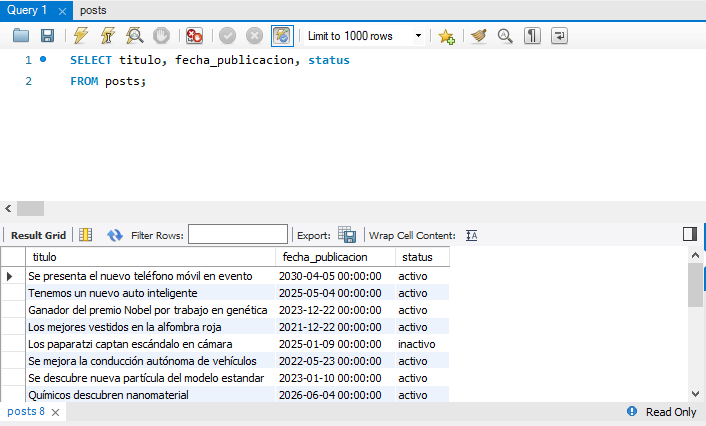 Query 1 posts
Limit to 1000 rows
1 SELECT titulo, fecha_publicacion, status
2 FROM posts;
Result Grid Filter Rows: Export: Wrap Cell Content:
titulo fecha_publicacion status
Se presenta el nuevo teléfono móvil en evento 2030-04-05 00:00:00 activo
Tenemos un nuevo auto inteligente 2025-05-04 00:00:00 activo
Ganador del premio Nobel por trabajo en genética 2023-12-22 00:00:00 activo
Los mejores vestidos en la alfombra roja 2021-12-22 00:00:00 activo
Los paparatzi captan escándalo en cámara 2025-01-09 00:00:00 inactivo
Se mejora la conducción autónoma de vehículos 2022-05-23 00:00:00 activo
Se descubre nueva partícula del modelo estandar 2023-01-10 00:00:00 activo
Químicos descubren nanomaterial 2026-06-04 00:00:00 activo
posts 8 Read Only